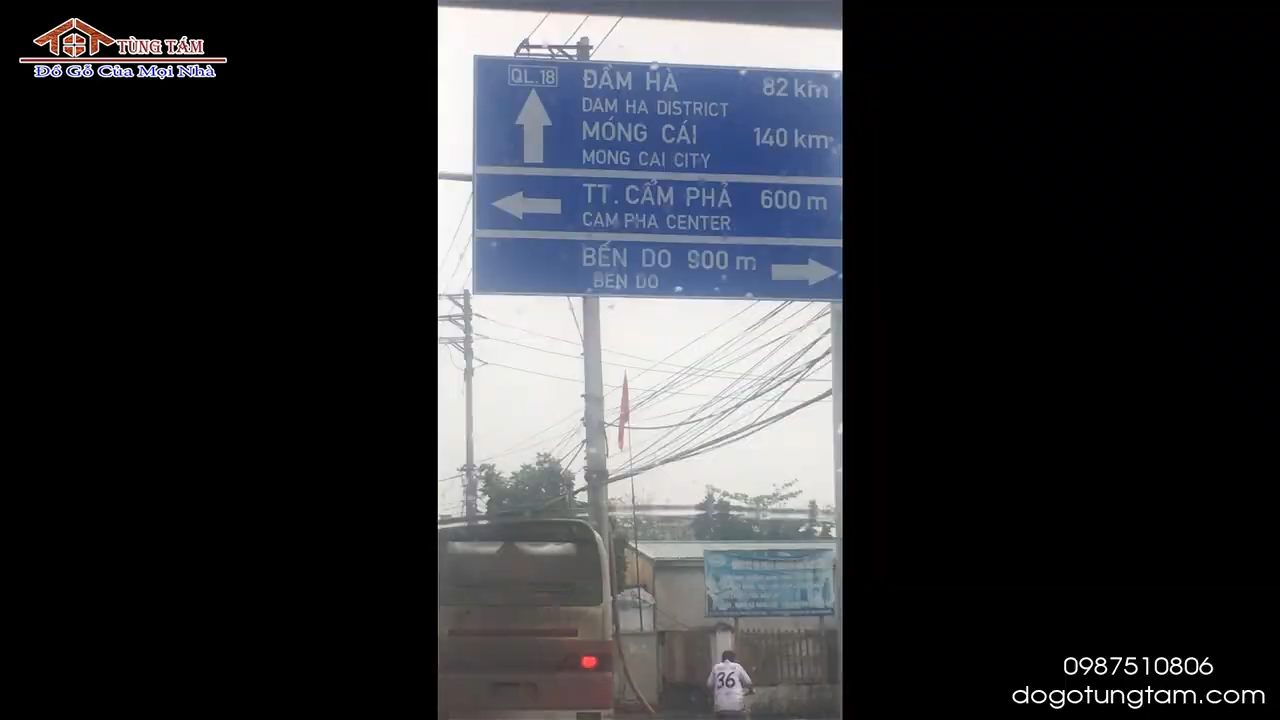 TÙNG TÁM
Đồ Gỗ Của Mọi Nhà
QL.18
ĐẦM HÀ 82 km
DAM HA DISTRICT
MÓNG CÁI 140 km
MONG CAI CITY
TT. CẨM PHẢ 600 m
CAM PHA CENTER
BẾN DO 900 m
BEN DO
36
0987510806
dogotungtam.com